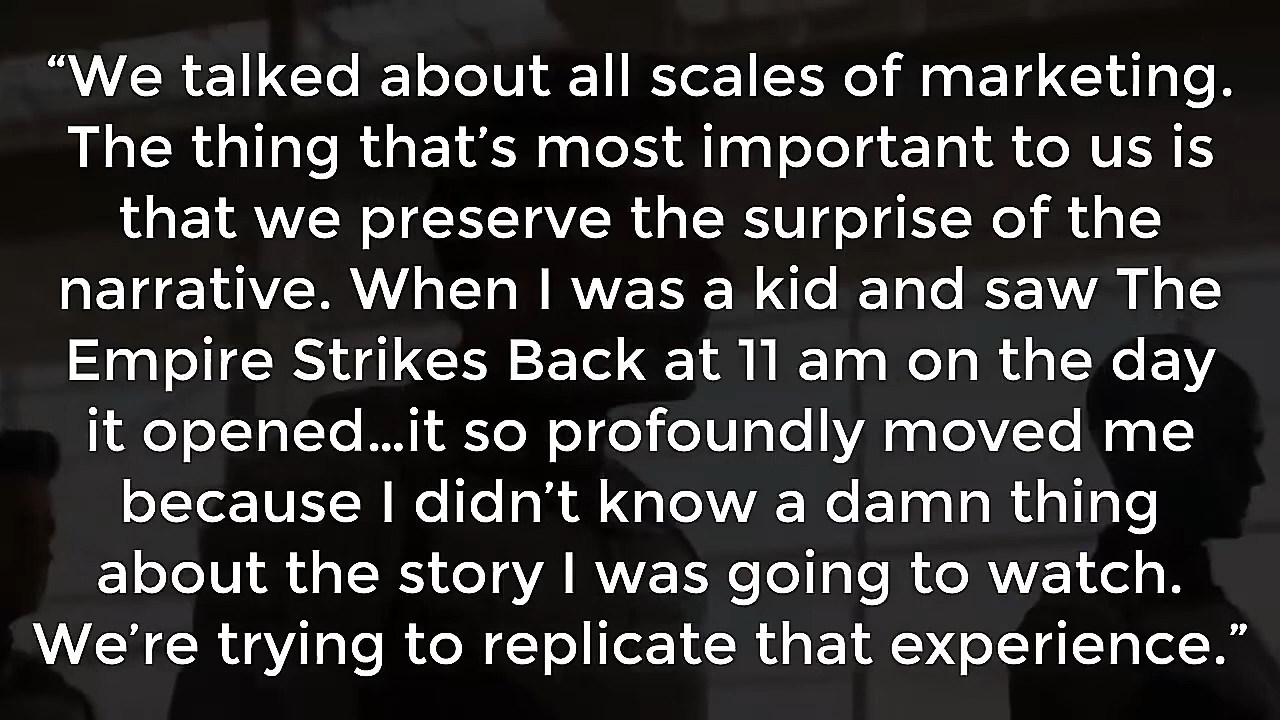 “We talked about all scales of marketing.
The thing that’s most important to us is
that we preserve the surprise of the
narrative. When I was a kid and saw The
Empire Strikes Back at 11 am on the day
it opened...it so profoundly moved me
because I didn’t know a damn thing
about the story I was going to watch.
We’re trying to replicate that experience.”